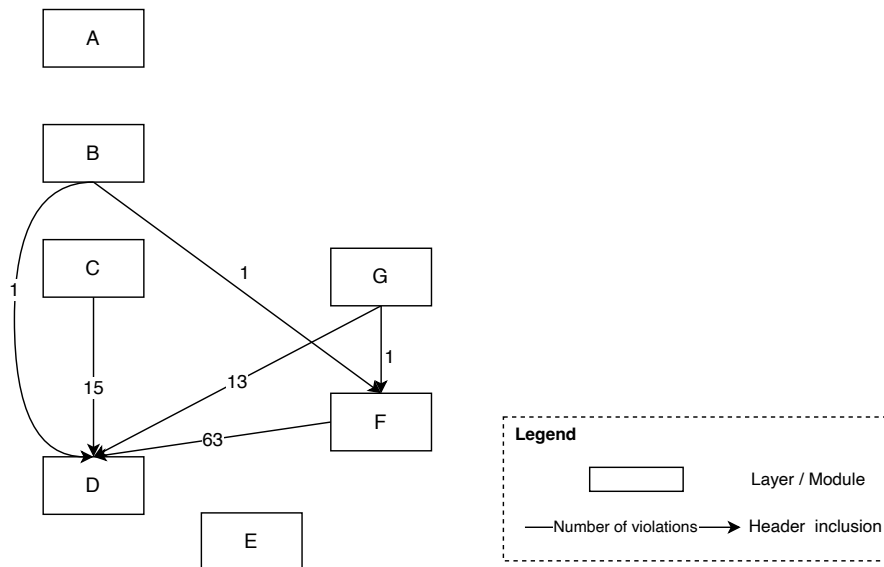 A
B
C
G
1
1
1
15
13
63
F
D
E
Legend
Layer / Module
Number of violations
Header inclusion